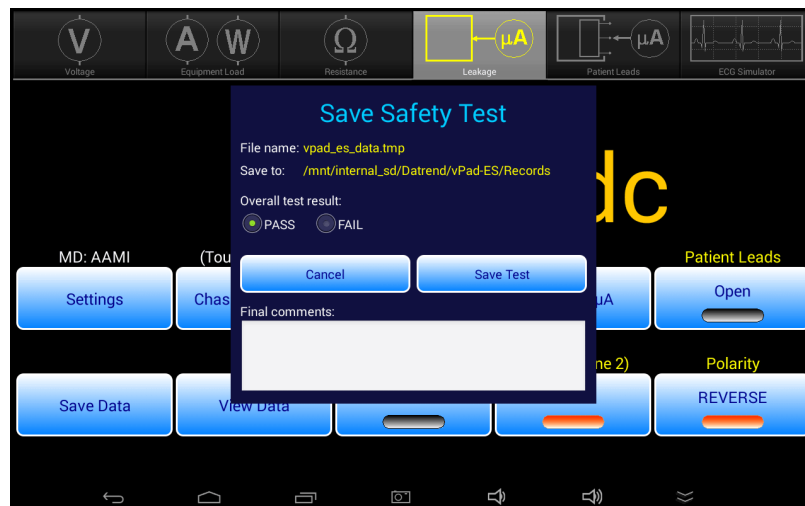 V A W Ω µA µA
Voltage Equipment Load Resistance Leakage Patient Leads ECG Simulator
Save Safety Test
File name: vpad_es_data.tmp
Save to: /mnt/internal_sd/Datrend/vPad-ES/Records
Overall test result:
PASS FAIL
dc
MD: AAMI (Tou Patient Leads
Cancel Save Test
Settings Chas µA Open
Final comments:
ne 2) Polarity
Save Data View Data REVERSE